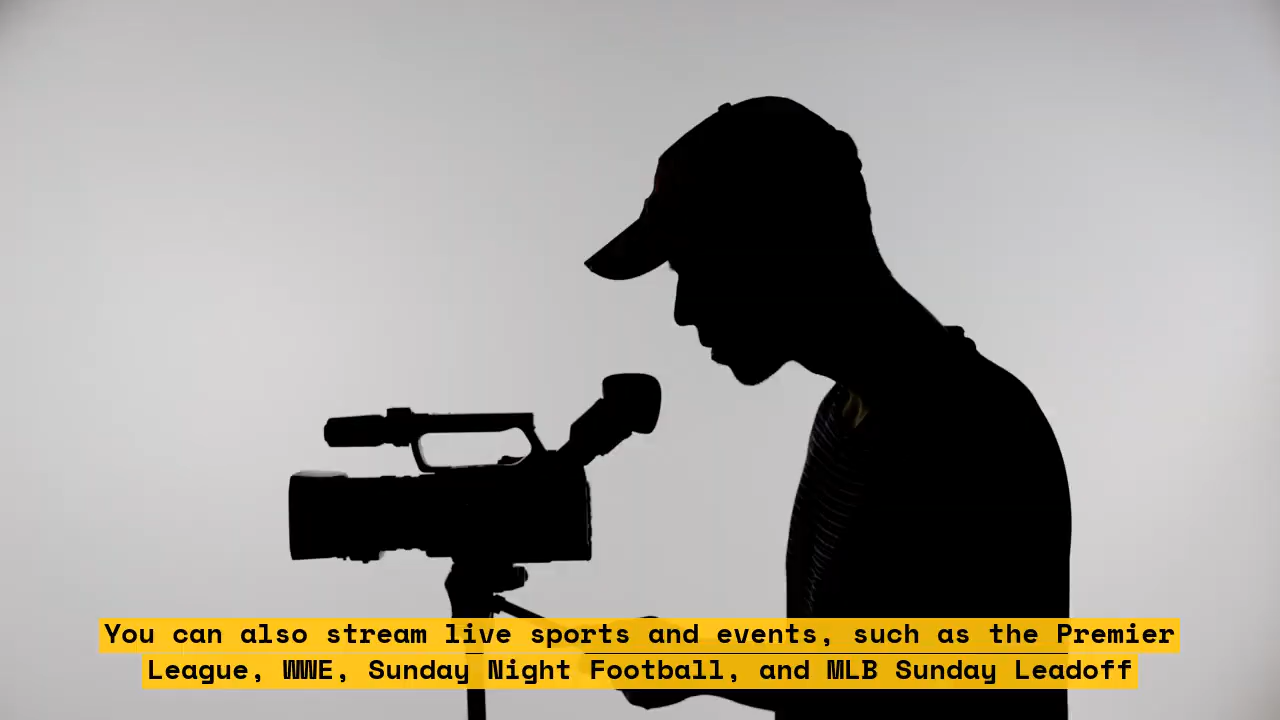 You can also stream live sports and events, such as the Premier
League, WWE, Sunday Night Football, and MLB Sunday Leadoff